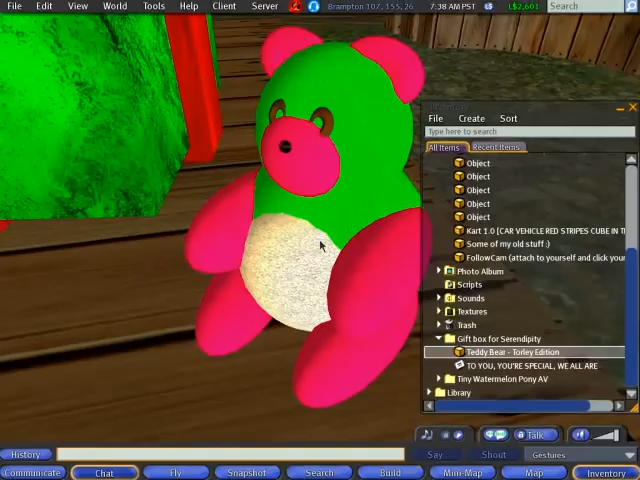 File Edit View World Tools Help Client Server Brampton 107, 155, 26 7:38 AM PST L$ L$2,601 Search
File Create Sort
Type here to search
All Items Recent Items
Object
Object
Object
Object
Object
Kart 1.0 [CAR VEHICLE RED STRIPES CUBE IN T
Some of my old stuff :)
FollowCam (attach to yourself and click your
Photo Album
Scripts
Sounds
Textures
Trash
Gift box for Serendipity
Teddy Bear - Torley Edition
TO YOU, YOU'RE SPECIAL, WE ALL ARE
Tiny Watermelon Pony AV
Library
Talk
History Say Shout Gestures
Communicate Chat Fly Snapshot Search Build Mini-Map Map Inventory